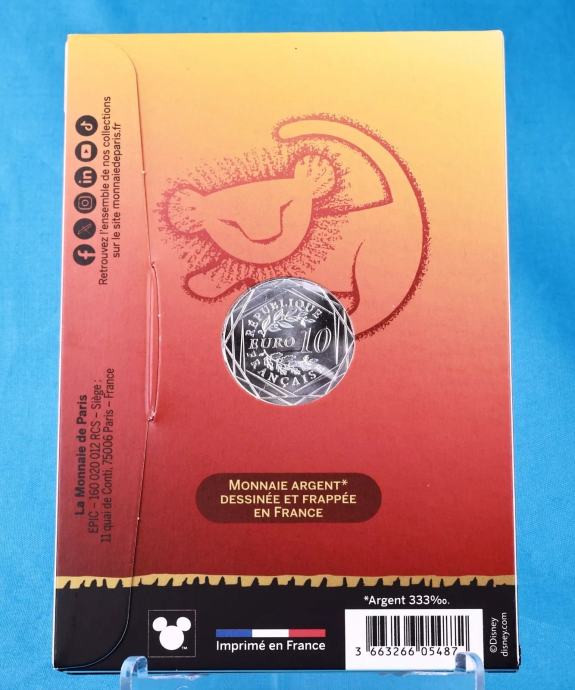 Retrouvez l'ensemble de nos collections
sur le site monnaiedeparis.fr
La Monnaie de Paris
EPIC – 160 020 012 RCS – Siège :
11 quai de Conti, 75006 Paris – France
RÉPUBLIQUE
EURO 10
FRANÇAISE
MONNAIE ARGENT*
DESSINÉE ET FRAPPÉE
EN FRANCE
*Argent 333‰.
TM
Imprimé en France
3 663266 05487
©Disney
disney.com